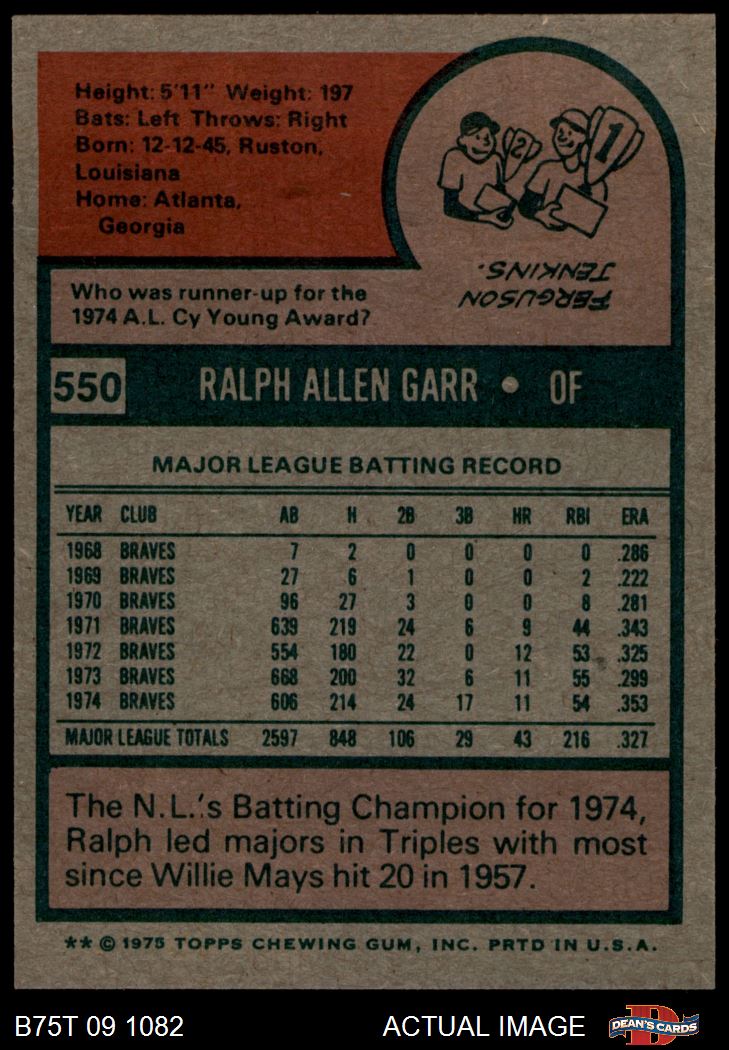 Height: 5'11" Weight: 197
Bats: Left Throws: Right
Born: 12-12-45, Ruston,
Louisiana
Home: Atlanta,
Georgia
2 1
FERGUSON
JENKINS.
Who was runner-up for the
1974 A.L. Cy Young Award?
550 RALPH ALLEN GARR • OF
MAJOR LEAGUE BATTING RECORD
YEAR CLUB AB H 2B 3B HR RBI ERA
1968 BRAVES 7 2 0 0 0 0 .286
1969 BRAVES 27 6 1 0 0 2 .222
1970 BRAVES 96 27 3 0 0 8 .281
1971 BRAVES 639 219 24 6 9 44 .343
1972 BRAVES 554 180 22 0 12 53 .325
1973 BRAVES 668 200 32 6 11 55 .299
1974 BRAVES 606 214 24 17 11 54 .353
MAJOR LEAGUE TOTALS 2597 848 106 29 43 216 .327
The N.L.'s Batting Champion for 1974,
Ralph led majors in Triples with most
since Willie Mays hit 20 in 1957.
** © 1975 TOPPS CHEWING GUM, INC. PRTD IN U.S.A.
B75T 09 1082 ACTUAL IMAGE D DEAN'S CARDS